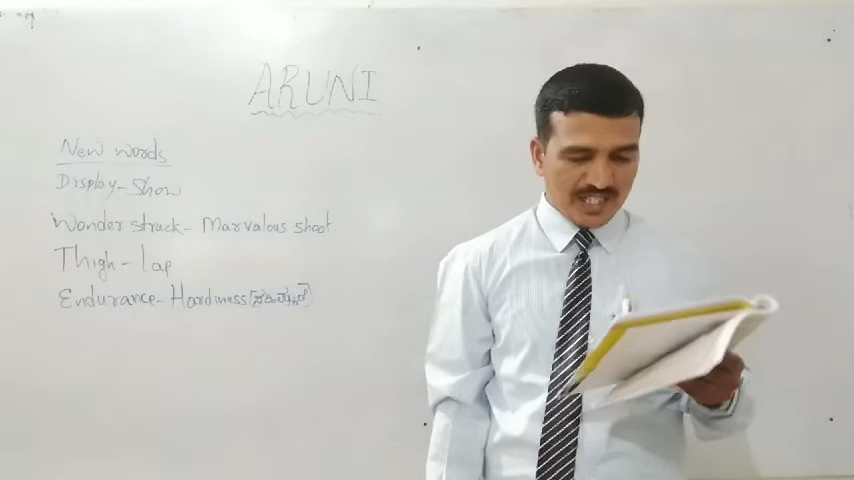 ARUNI
New words
Display - Show
Wonder struck - Marvalous shoot
Thigh - Lap
Endurance - Hardiness